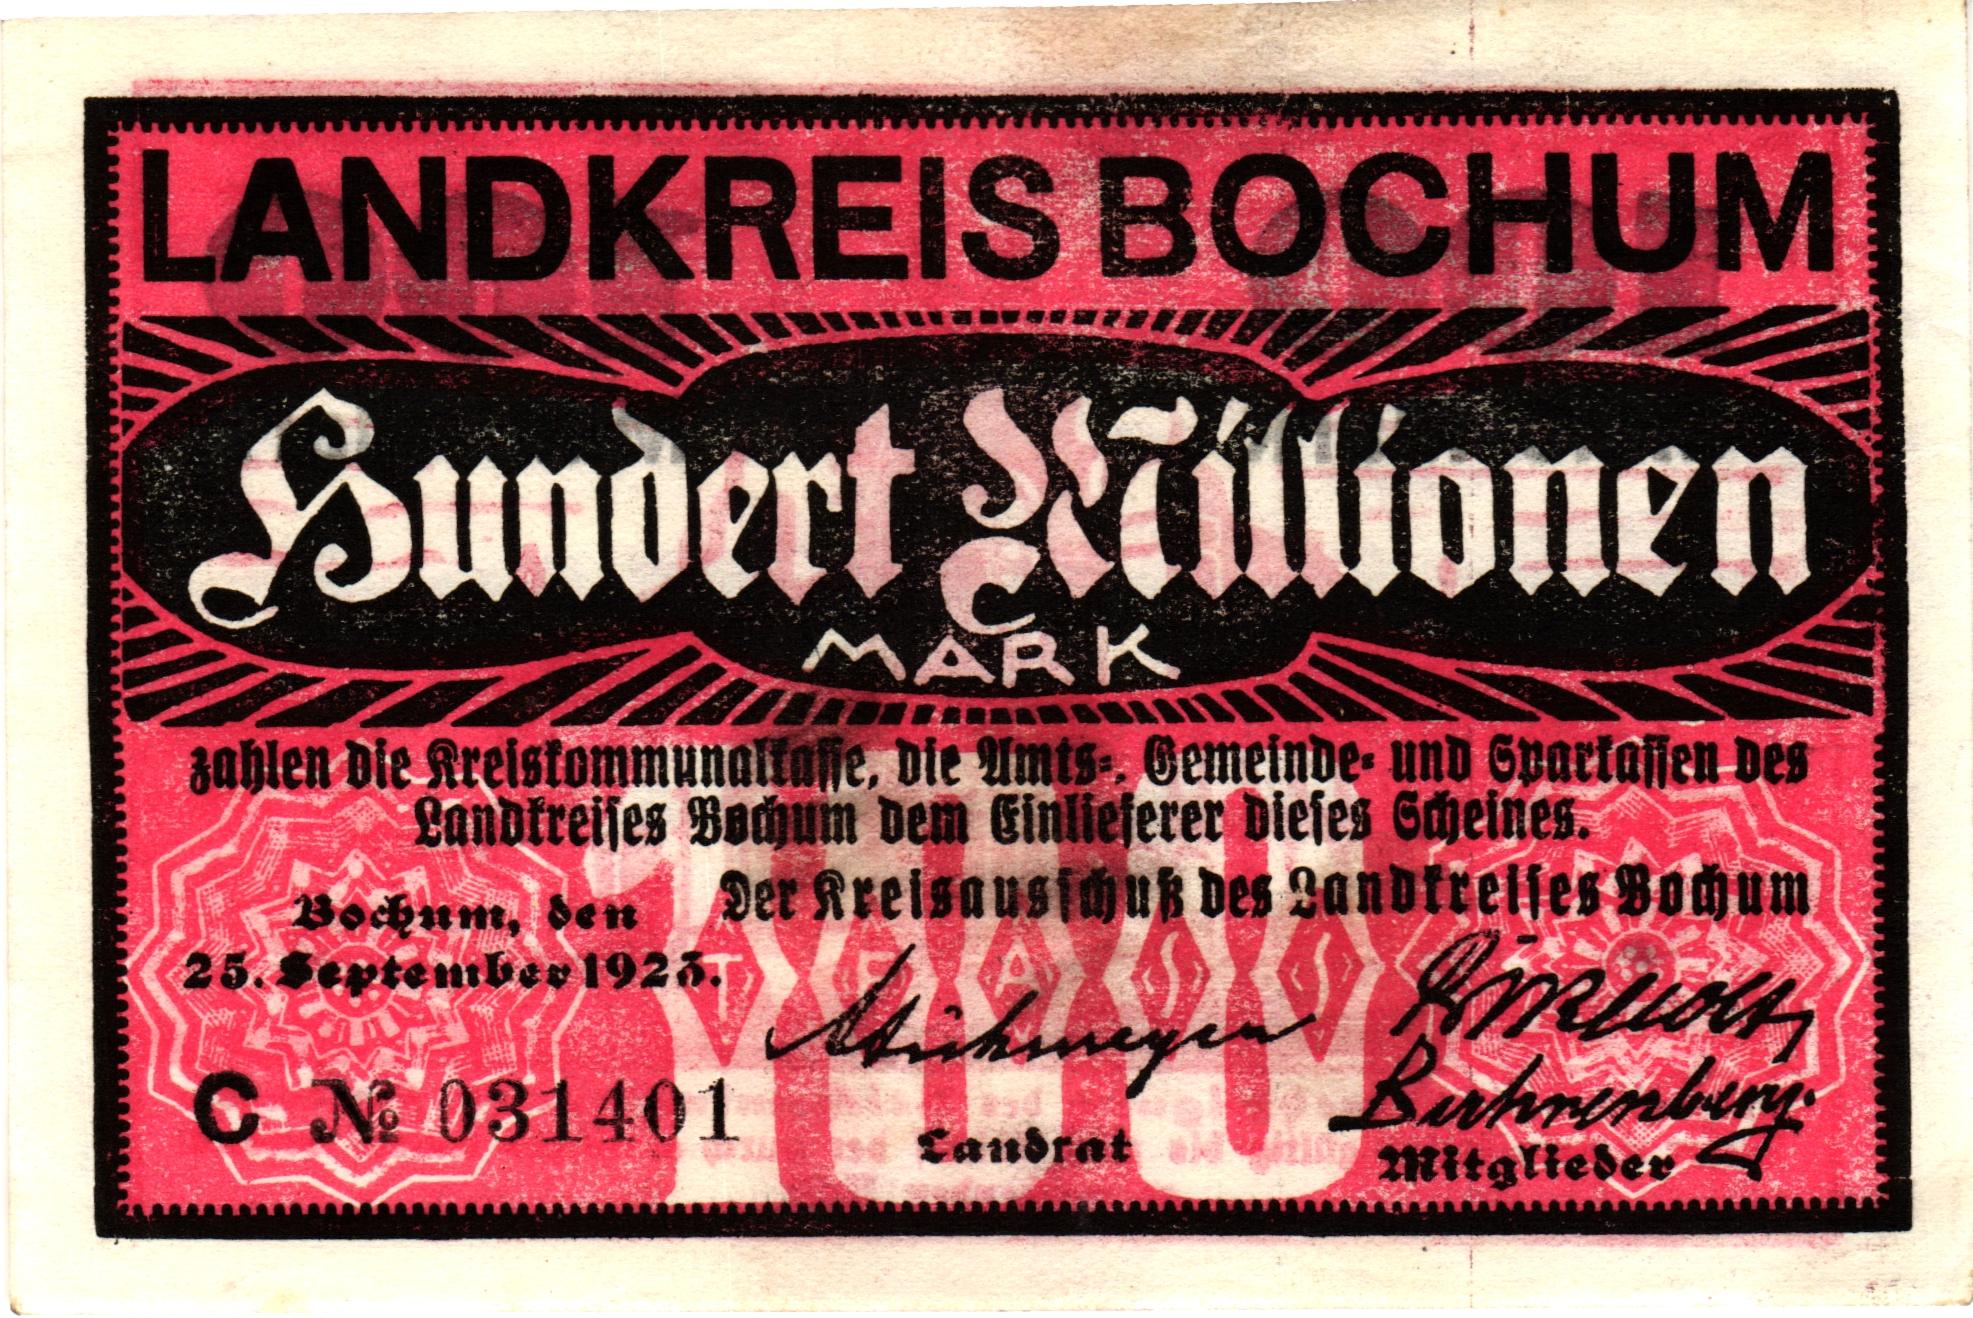 LANDKREIS BOCHUM
Hundert Millionen
MARK
zahlen die Kreiskommunalkasse, die Amts-, Gemeinde- und Sparkassen des
Landkreises Bochum dem Einlieferer dieses Scheines.
Der Kreisausschuß des Landkreises Bochum
Bochum, den
25. September 1923.
100
C № 031401
Landrat
Mitglieder